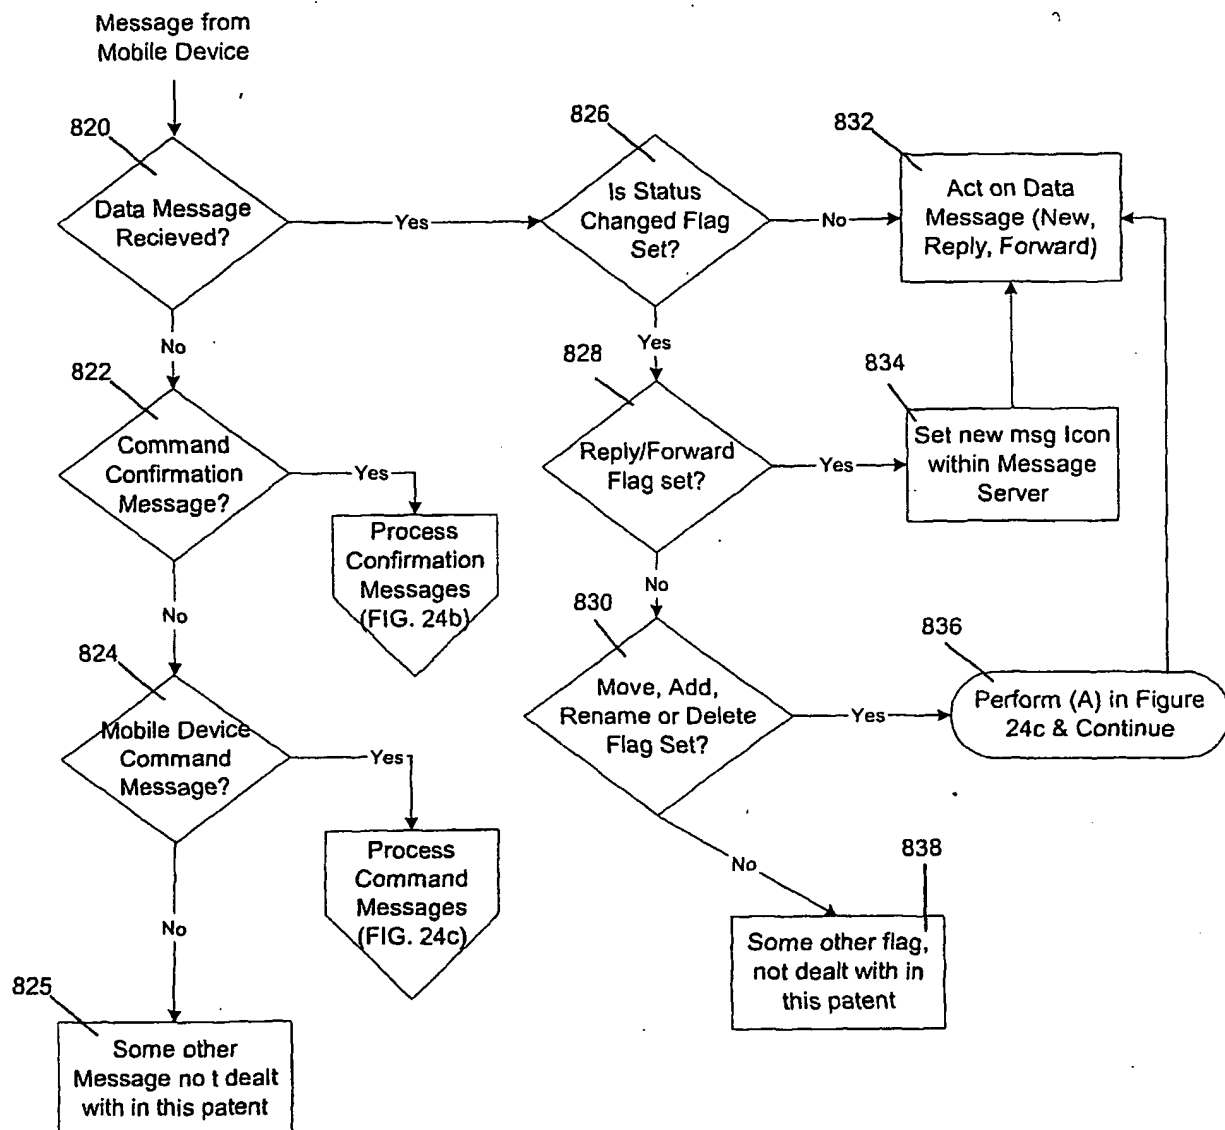 Message from
Mobile Device
820
Data Message
Recieved?
Yes
No
826
Is Status
Changed Flag
Set?
No
Yes
832
Act on Data
Message (New,
Reply, Forward)
822
Command
Confirmation
Message?
Yes
No
Process
Confirmation
Messages
(FIG. 24b)
828
Reply/Forward
Flag set?
Yes
No
834
Set new msg Icon
within Message
Server
824
Mobile Device
Command
Message?
Yes
No
Process
Command
Messages
(FIG. 24c)
830
Move, Add,
Rename or Delete
Flag Set?
Yes
No
836
Perform (A) in Figure
24c & Continue
838
Some other flag,
not dealt with in
this patent
825
Some other
Message no t dealt
with in this patent